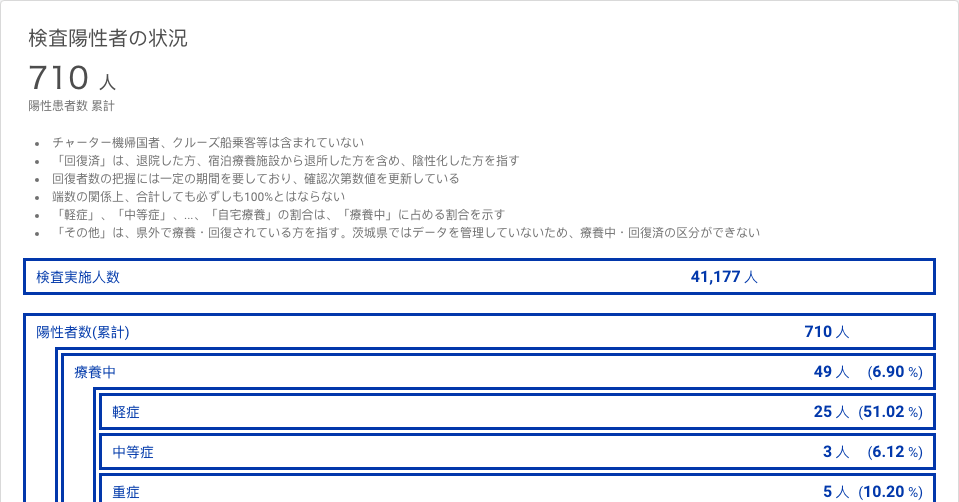 検査陽性者の状況
710 人
陽性患者数 累計
• チャーター機帰国者、クルーズ船乗客等は含まれていない
• 「回復済」は、退院した方、宿泊療養施設から退所した方を含め、陰性化した方を指す
• 回復者数の把握には一定の期間を要しており、確認次第数値を更新している
• 端数の関係上、合計しても必ずしも100%とはならない
• 「軽症」、「中等症」、...、「自宅療養」の割合は、「療養中」に占める割合を示す
• 「その他」は、県外で療養・回復されている方を指す。茨城県ではデータを管理していないため、療養中・回復済の区分ができない
検査実施人数 41,177 人
陽性者数(累計) 710 人
療養中 49 人 (6.90 %)
軽症 25 人 (51.02 %)
中等症 3 人 (6.12 %)
重症 5 人 (10.20 %)